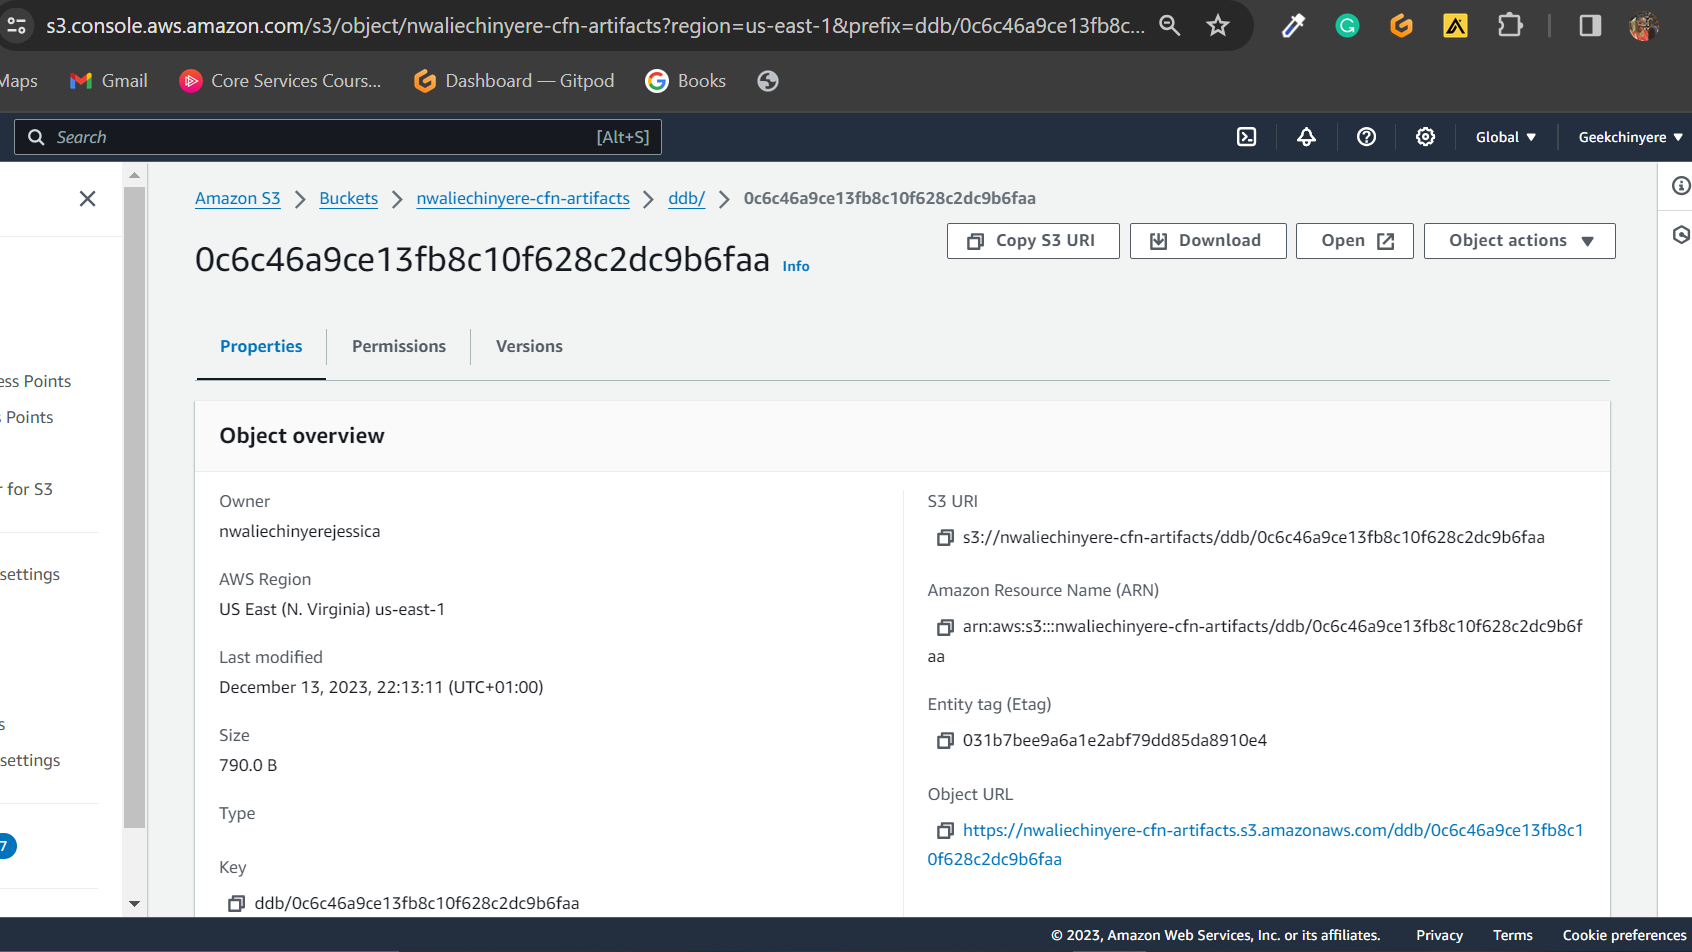 s3.console.aws.amazon.com/s3/object/nwaliechinyere-cfn-artifacts?region=us-east-1&prefix=ddb/0c6c46a9ce13fb8c...
Maps Gmail Core Services Cours... Dashboard — Gitpod Books
Search [Alt+S] Global Geekchinyere
Amazon S3 Buckets nwaliechinyere-cfn-artifacts ddb/ 0c6c46a9ce13fb8c10f628c2dc9b6faa
0c6c46a9ce13fb8c10f628c2dc9b6faa Info
Copy S3 URI Download Open Object actions
Properties Permissions Versions
ess Points
s Points
r for S3
settings
s
settings
7
Object overview
Owner
nwaliechinyerejessica
AWS Region
US East (N. Virginia) us-east-1
Last modified
December 13, 2023, 22:13:11 (UTC+01:00)
Size
790.0 B
Type
Key
ddb/0c6c46a9ce13fb8c10f628c2dc9b6faa
S3 URI
s3://nwaliechinyere-cfn-artifacts/ddb/0c6c46a9ce13fb8c10f628c2dc9b6faa
Amazon Resource Name (ARN)
arn:aws:s3:::nwaliechinyere-cfn-artifacts/ddb/0c6c46a9ce13fb8c10f628c2dc9b6f
aa
Entity tag (Etag)
031b7bee9a6a1e2abf79dd85da8910e4
Object URL
https://nwaliechinyere-cfn-artifacts.s3.amazonaws.com/ddb/0c6c46a9ce13fb8c1
0f628c2dc9b6faa
© 2023, Amazon Web Services, Inc. or its affiliates. Privacy Terms Cookie preferences